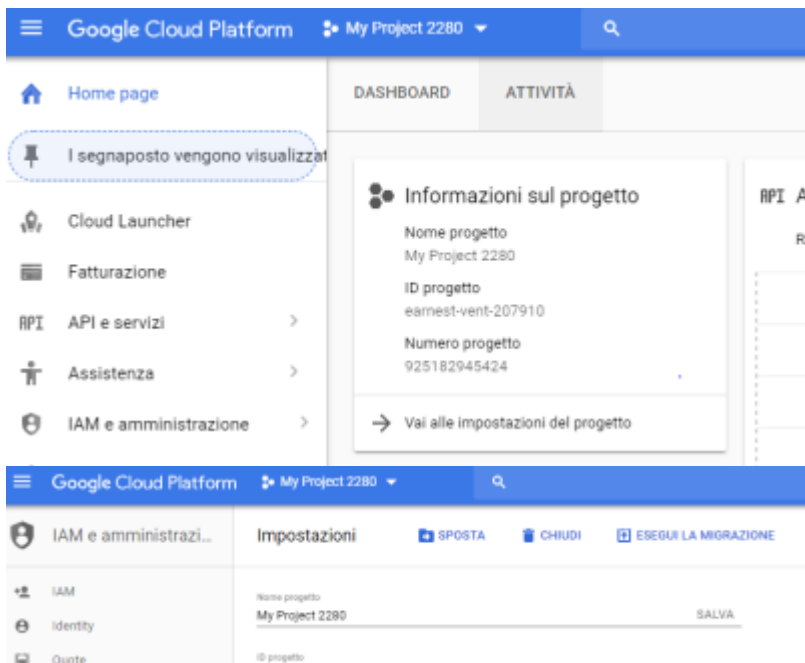 Google Cloud Platform My Project 2280
Home page
I segnaposto vengono visualizzat
Cloud Launcher
Fatturazione
API API e servizi
Assistenza
IAM e amministrazione
DASHBOARD ATTIVITÀ
Informazioni sul progetto
Nome progetto
My Project 2280
ID progetto
earnest-vent-207910
Numero progetto
925182945424
Vai alle impostazioni del progetto
API A
R
Google Cloud Platform My Project 2280
IAM e amministrazi...
IAM
Identity
Quote
Impostazioni SPOSTA CHIUDI ESEGUI LA MIGRAZIONE
Nome progetto
My Project 2280 SALVA
ID progetto